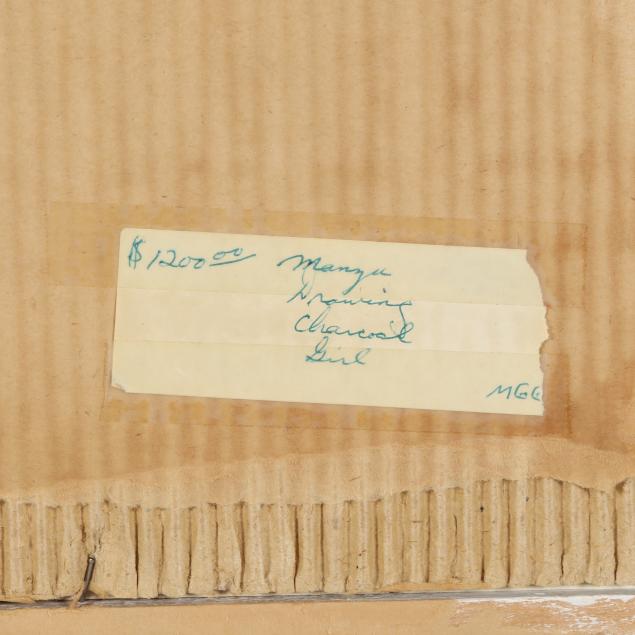 $1200.00 Manzu
Drawing
Charcoal
Girl
MGG